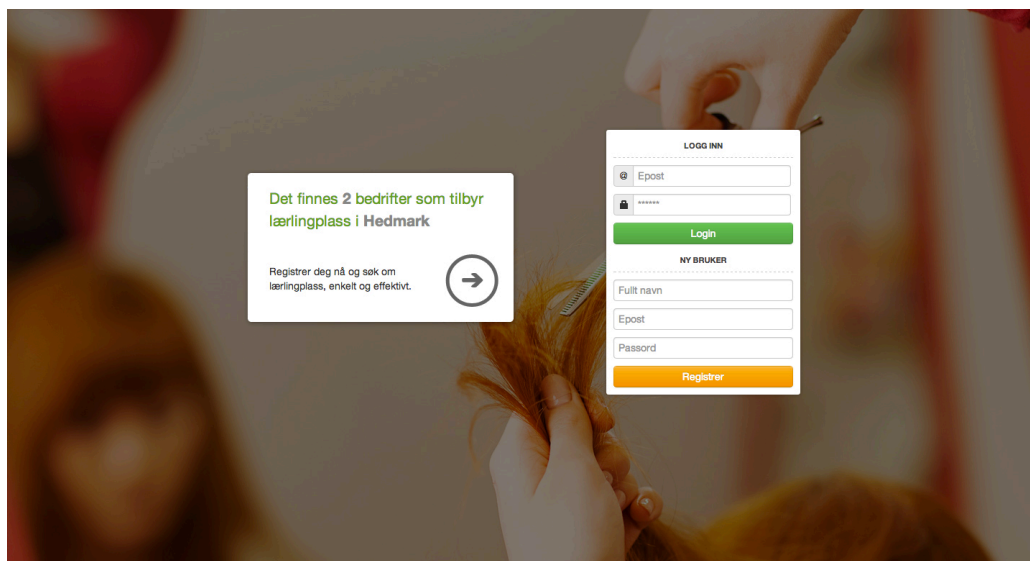 Det finnes 2 bedrifter som tilbyr
lærlingplass i Hedmark
Registrer deg nå og søk om
lærlingplass, enkelt og effektivt.
LOGG INN
@ Epost
******
Login
NY BRUKER
Fullt navn
Epost
Passord
Registrer